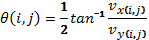 θ(i,j) = 1/2 tan⁻¹ v_x(i,j)/v_y(i,j)